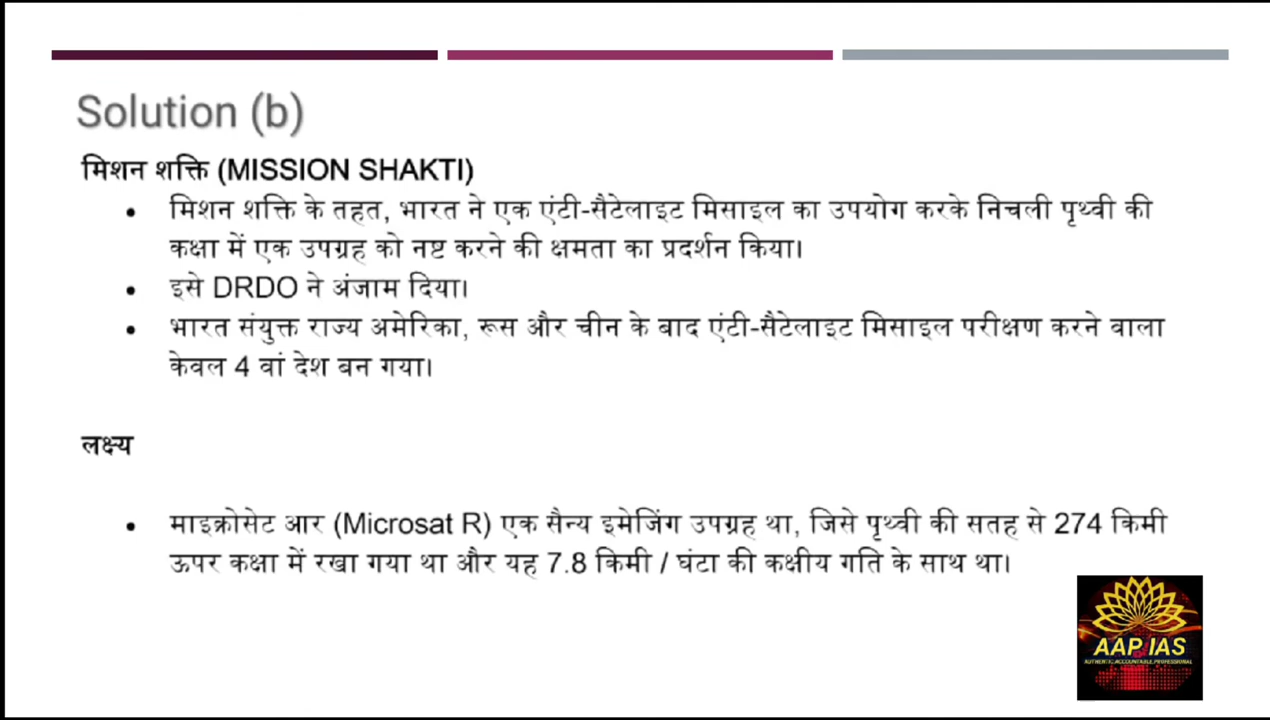 Solution (b)
मिशन शक्ति (MISSION SHAKTI)
• मिशन शक्ति के तहत, भारत ने एक एंटी-सैटेलाइट मिसाइल का उपयोग करके निचली पृथ्वी की
कक्षा में एक उपग्रह को नष्ट करने की क्षमता का प्रदर्शन किया।
• इसे DRDO ने अंजाम दिया।
• भारत संयुक्त राज्य अमेरिका, रूस और चीन के बाद एंटी-सैटेलाइट मिसाइल परीक्षण करने वाला
केवल 4 वां देश बन गया।
लक्ष्य
• माइक्रोसेट आर (Microsat R) एक सैन्य इमेजिंग उपग्रह था, जिसे पृथ्वी की सतह से 274 किमी
ऊपर कक्षा में रखा गया था और यह 7.8 किमी / घंटा की कक्षीय गति के साथ था।
AAP IAS
AUTHENTIC, ACCOUNTABLE, PROFESSIONAL